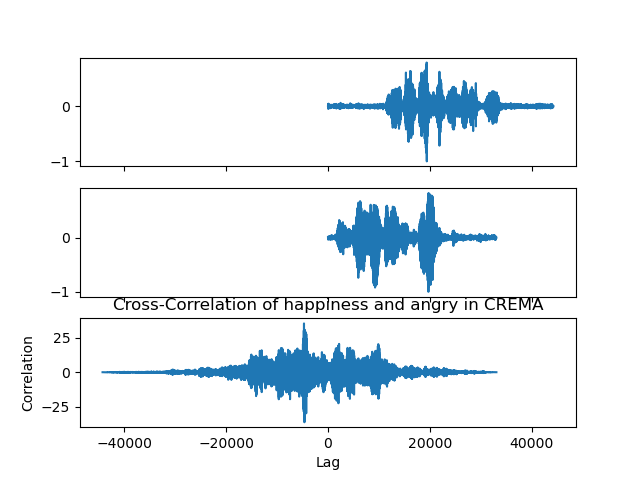 0
−1
0
−1
Cross-Correlation of happiness and angry in CREMA
25
0
−25
Correlation
−40000 −20000 0 20000 40000
Lag